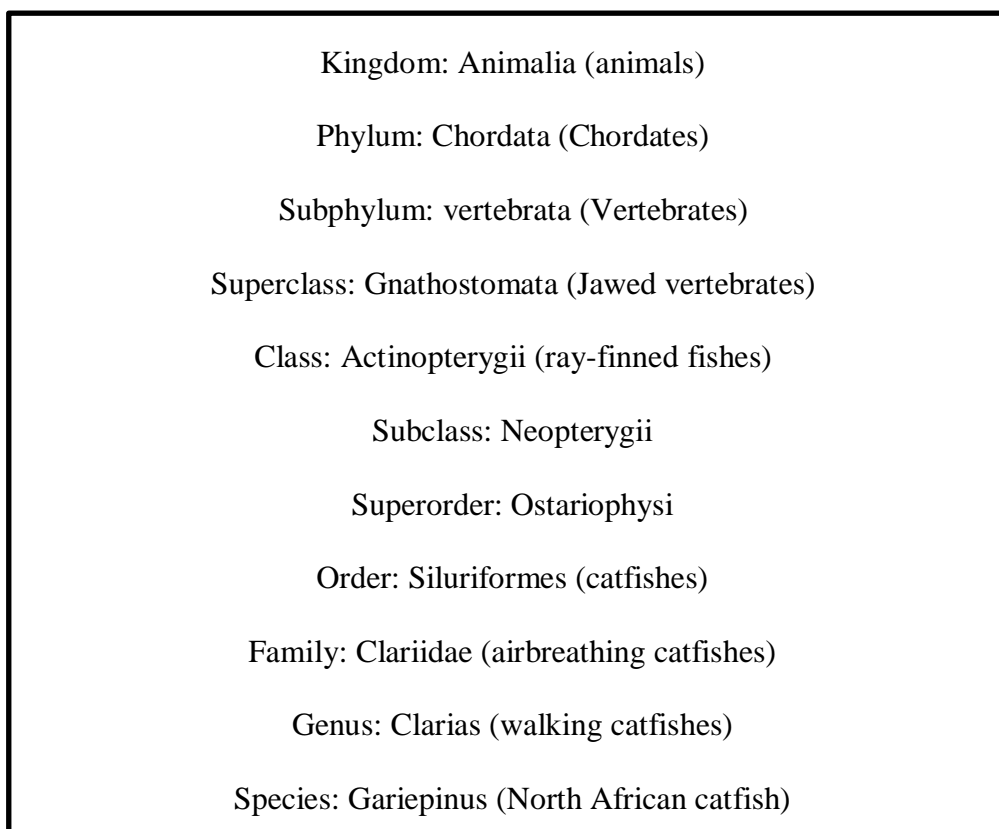 Kingdom: Animalia (animals)
Phylum: Chordata (Chordates)
Subphylum: vertebrata (Vertebrates)
Superclass: Gnathostomata (Jawed vertebrates)
Class: Actinopterygii (ray-finned fishes)
Subclass: Neopterygii
Superorder: Ostariophysi
Order: Siluriformes (catfishes)
Family: Clariidae (airbreathing catfishes)
Genus: Clarias (walking catfishes)
Species: Gariepinus (North African catfish)